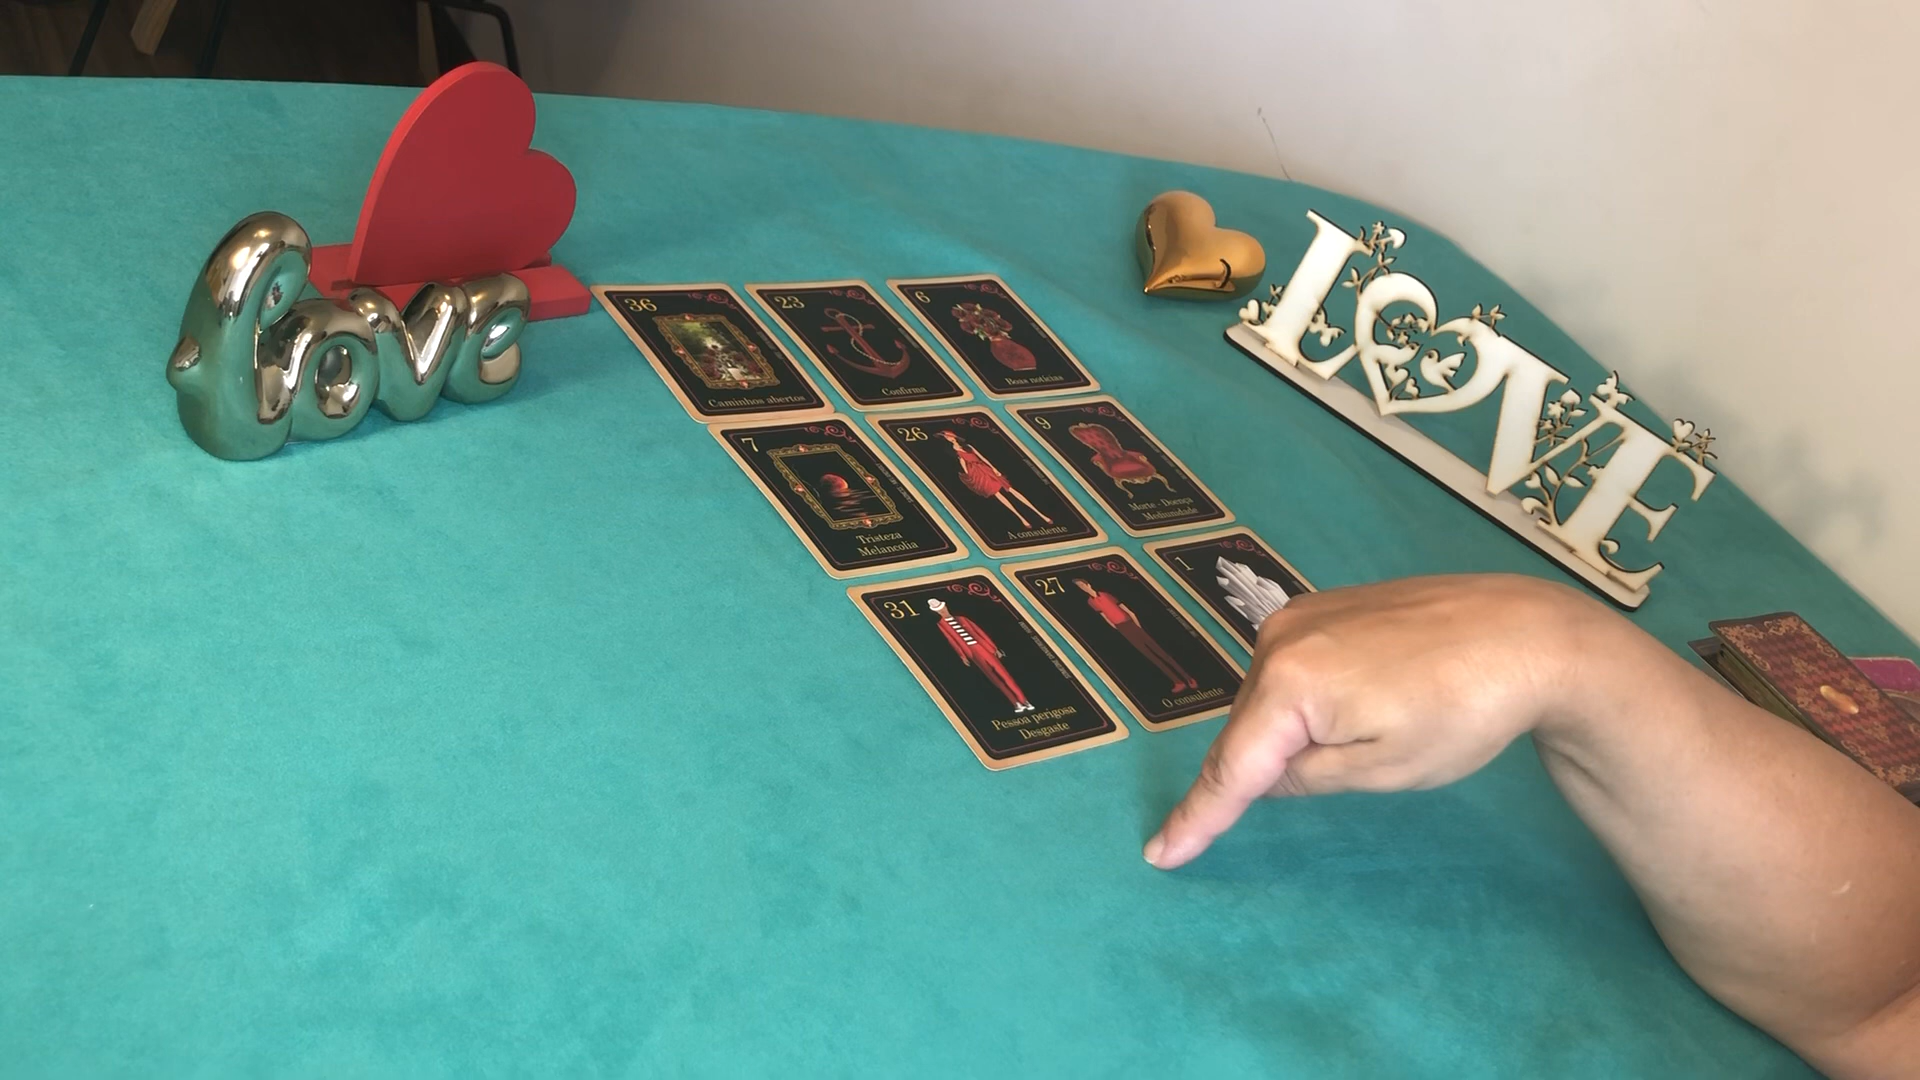 love
LOVE
36
Caminhos abertos
23
Confirma
6
Boas notícias
7
Tristeza
Melancolia
26
A consulente
9
Morte - Doença
Mediunidade
31
Pessoa perigosa
Desgaste
27
O consulente
1